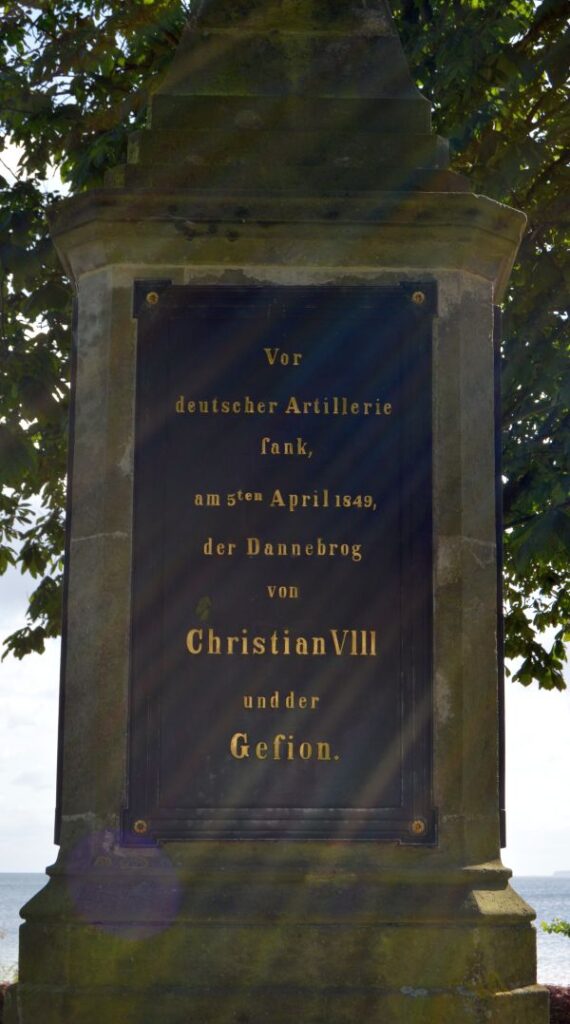 Vor
deutscher Artillerie
ſank,
am 5ten April 1849,
der Dannebrog
von
Christian VIII
und der
Gefion.